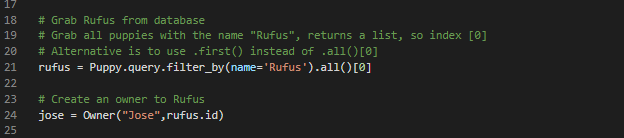 17
18 # Grab Rufus from database
19 # Grab all puppies with the name "Rufus", returns a list, so index [0]
20 # Alternative is to use .first() instead of .all()[0]
21 rufus = Puppy.query.filter_by(name='Rufus').all()[0]
22
23 # Create an owner to Rufus
24 jose = Owner("Jose",rufus.id)
25